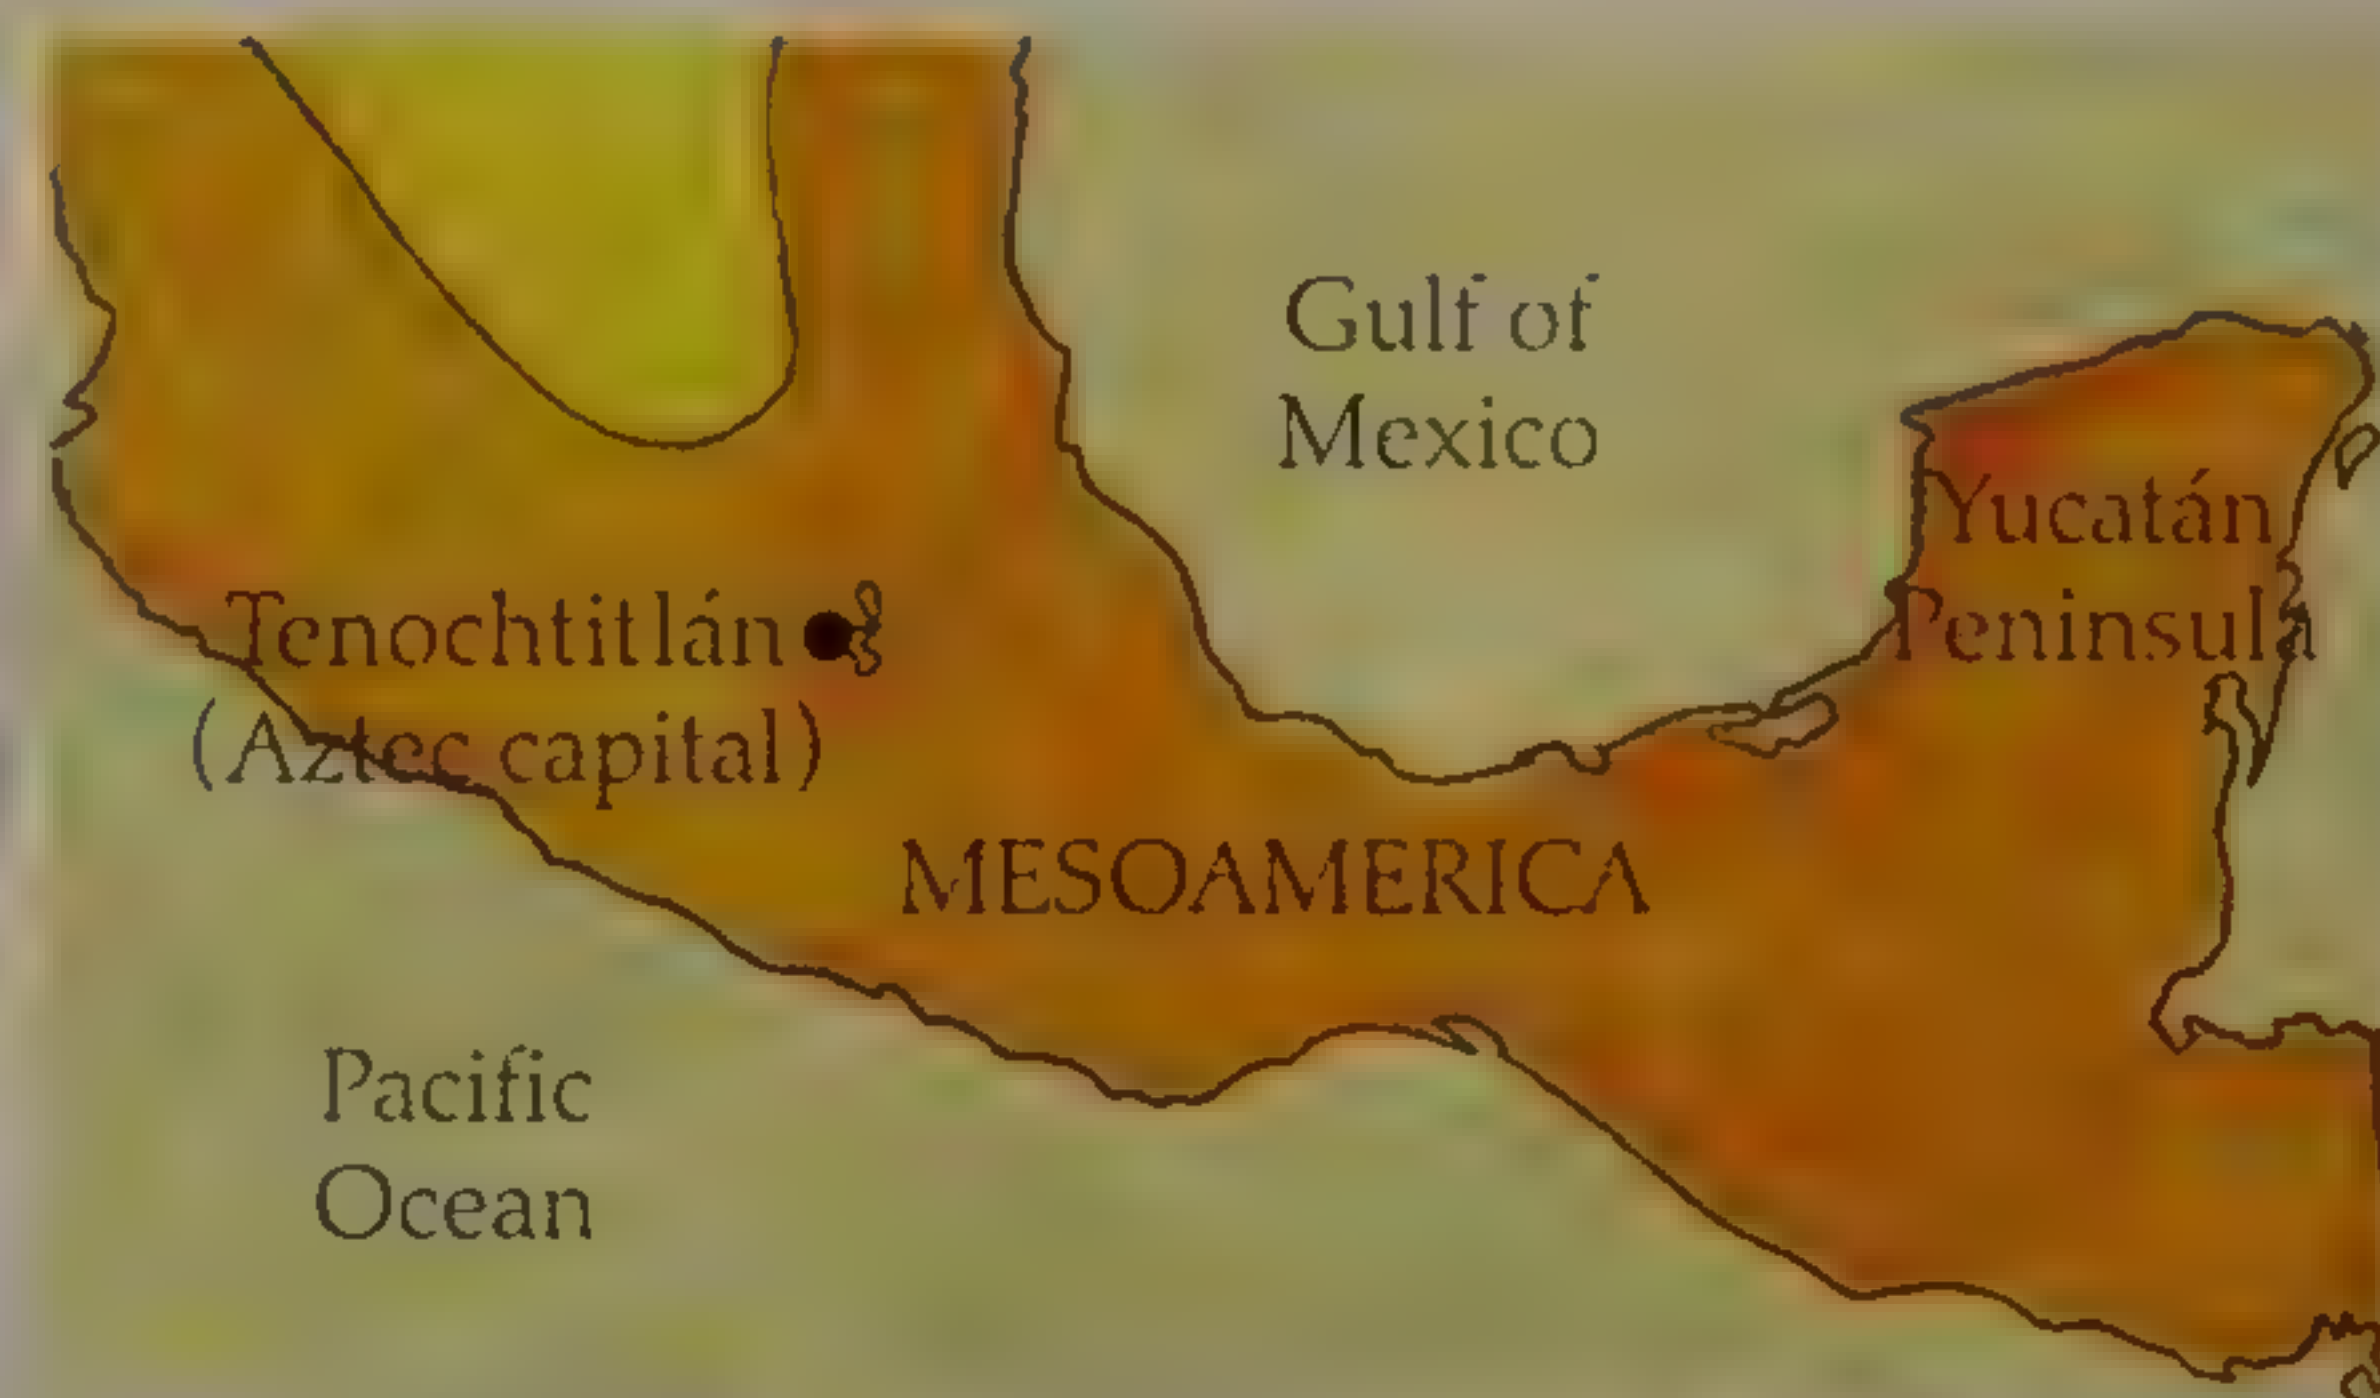 Gulf of
Mexico
Yucatán
Peninsula
Tenochtitlán
(Aztec capital)
MESOAMERICA
Pacific
Ocean